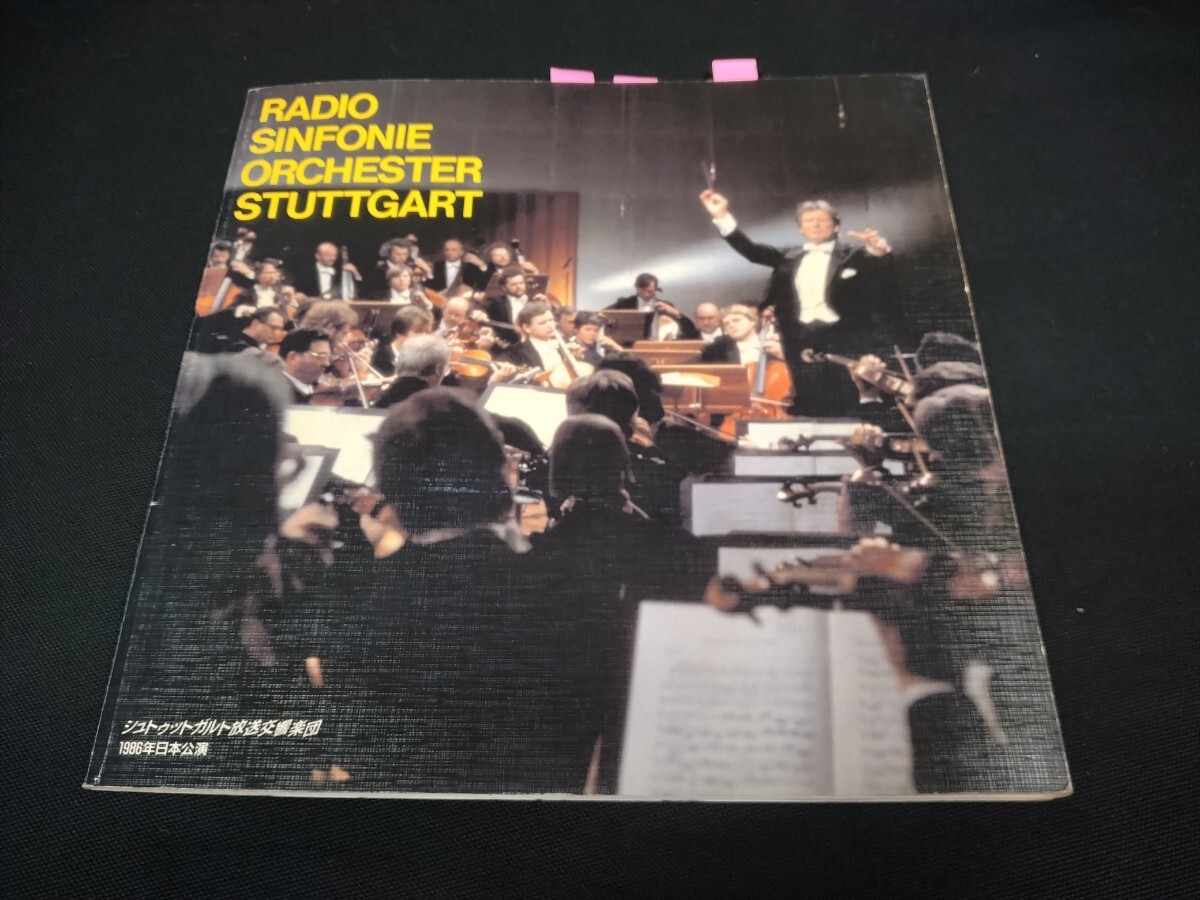 RADIO
SINFONIE
ORCHESTER
STUTTGART
シュトゥットガルト放送交響楽団
1986年日本公演